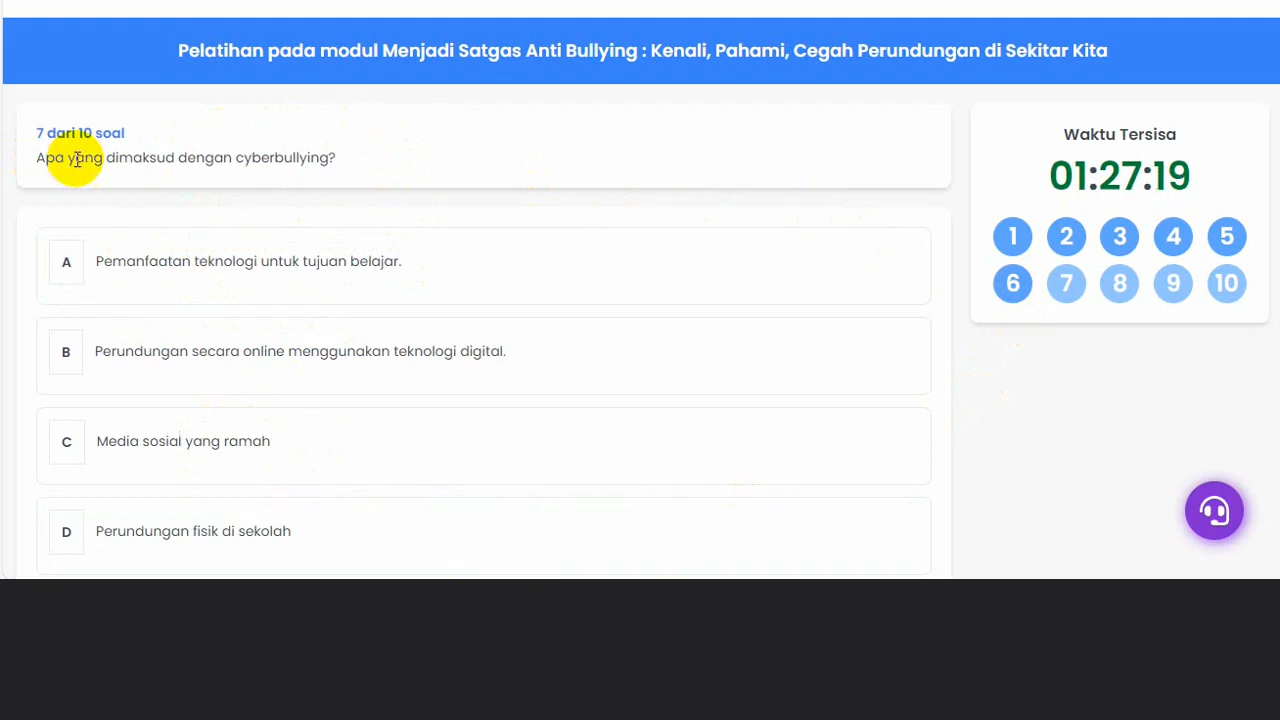 Pelatihan pada modul Menjadi Satgas Anti Bullying : Kenali, Pahami, Cegah Perundungan di Sekitar Kita
7 dari 10 soal
Apa yang dimaksud dengan cyberbullying?
A Pemanfaatan teknologi untuk tujuan belajar.
B Perundungan secara online menggunakan teknologi digital.
C Media sosial yang ramah
D Perundungan fisik di sekolah
Waktu Tersisa
01:27:19
1 2 3 4 5
6 7 8 9 10